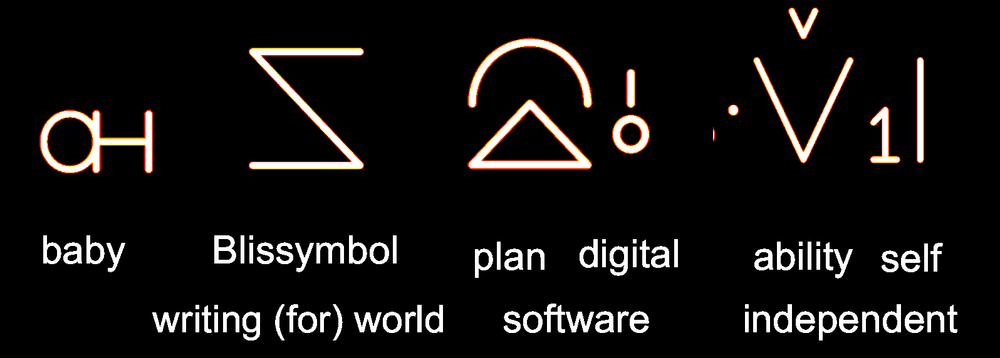 baby Blissymbol plan digital ability self
writing (for) world software independent